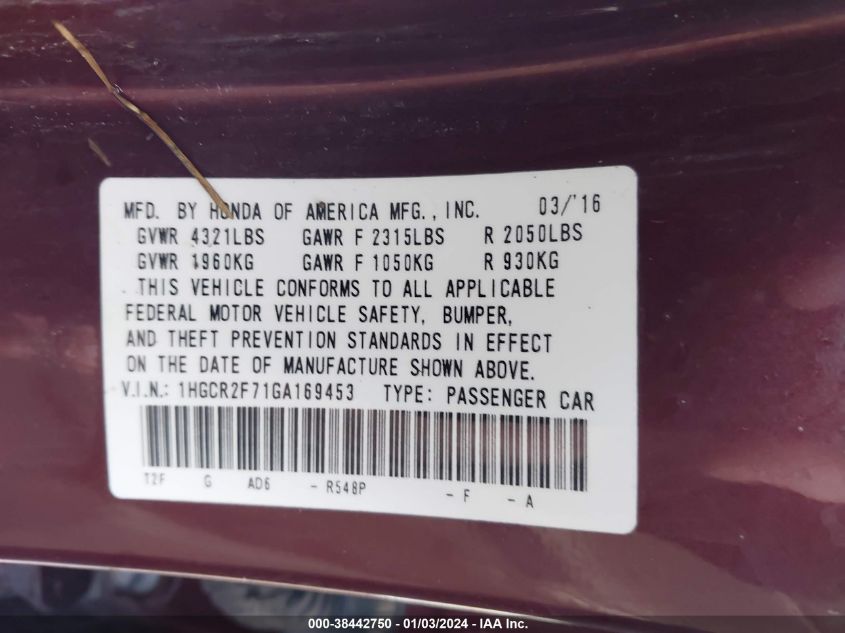 MFD. BY HONDA OF AMERICA MFG., INC. 03/'16
GVWR 4321LBS GAWR F 2315LBS R 2050LBS
GVWR 1960KG GAWR F 1050KG R 930KG
THIS VEHICLE CONFORMS TO ALL APPLICABLE
FEDERAL MOTOR VEHICLE SAFETY, BUMPER,
AND THEFT PREVENTION STANDARDS IN EFFECT
ON THE DATE OF MANUFACTURE SHOWN ABOVE.
V.I.N.: 1HGCR2F71GA169453 TYPE: PASSENGER CAR
T2F G AD6 - R548P - F - A
000-38442750 - 01/03/2024 - IAA Inc.